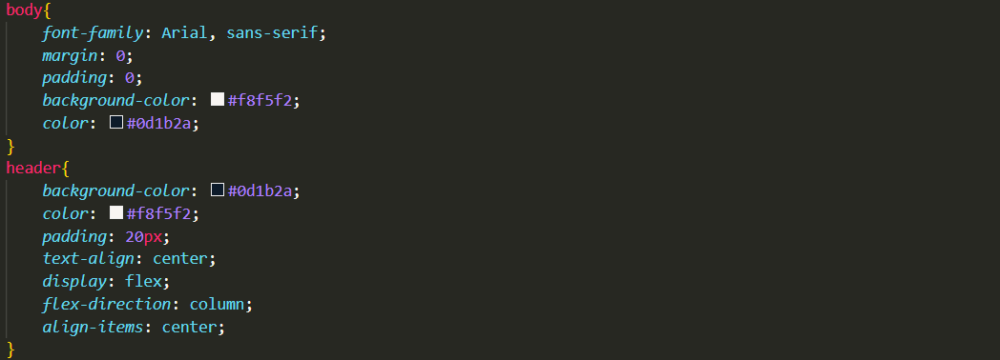 body{
font-family: Arial, sans-serif;
margin: 0;
padding: 0;
background-color: #f8f5f2;
color: #0d1b2a;
}
header{
background-color: #0d1b2a;
color: #f8f5f2;
padding: 20px;
text-align: center;
display: flex;
flex-direction: column;
align-items: center;
}